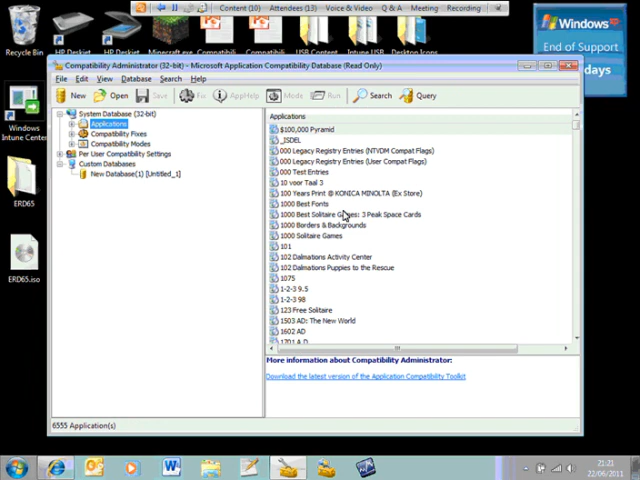 Content (10) Attendees (13) Voice & Video Q & A Meeting Recording
Recycle Bin
HP Deskjet
HP Deskjet
Minecraft.exe
Compatibili...
Compatibili...
USB Content
Intune USB
Desktop Icons
Windows
End of Support
days
Compatibility Administrator (32-bit) - Microsoft Application Compatibility Database (Read Only)
File Edit View Database Search Help
New Open Save Fix AppHelp Mode Run Search Query
System Database (32-bit)
Applications
Compatibility Fixes
Compatibility Modes
Per User Compatibility Settings
Custom Databases
New Database(1) [Untitled_1]
Applications
$100,000 Pyramid
_ISDEL
000 Legacy Registry Entries (NTVDM Compat Flags)
000 Legacy Registry Entries (User Compat Flags)
000 Test Entries
10 voor Taal 3
100 Years Print @ KONICA MINOLTA (Ex Store)
1000 Best Fonts
1000 Best Solitaire Games: 3 Peak Space Cards
1000 Borders & Backgrounds
1000 Solitaire Games
101
102 Dalmations Activity Center
102 Dalmations Puppies to the Rescue
1075
1-2-3 9.5
1-2-3 98
123 Free Solitaire
1503 AD: The New World
1602 AD
1701 A.D.
More information about Compatibility Administrator:
Download the latest version of the Application Compatibility Toolkit
6555 Application(s)
Windows
Intune Center
ERD65
ERD65.iso
21:21
22/06/2011